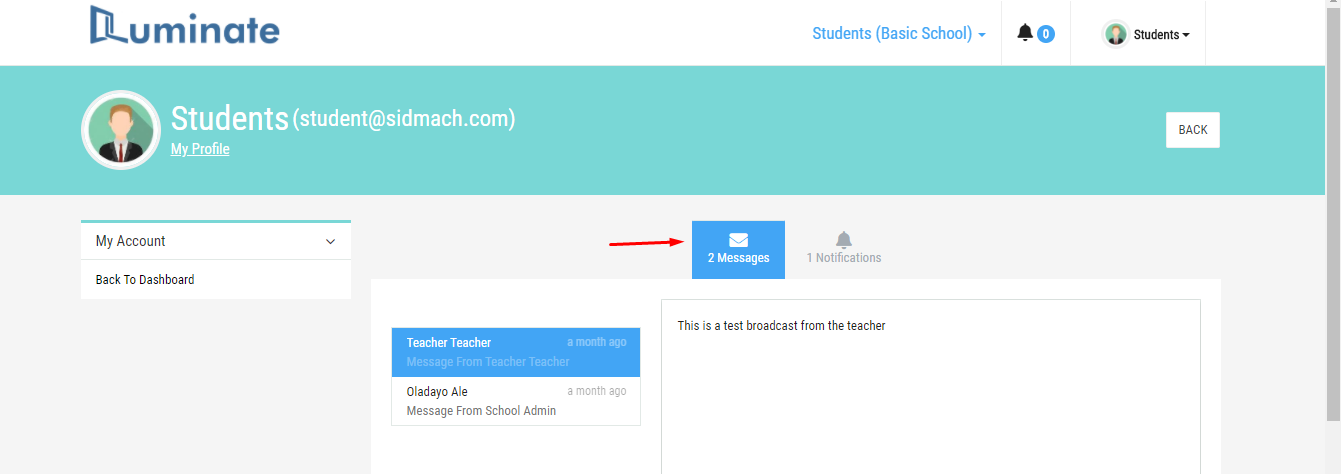 Luminate
Students (Basic School)
0
Students
Students (student@sidmach.com)
My Profile
BACK
My Account
Back To Dashboard
2 Messages
1 Notifications
Teacher Teacher a month ago
Message From Teacher Teacher
Oladayo Ale a month ago
Message From School Admin
This is a test broadcast from the teacher